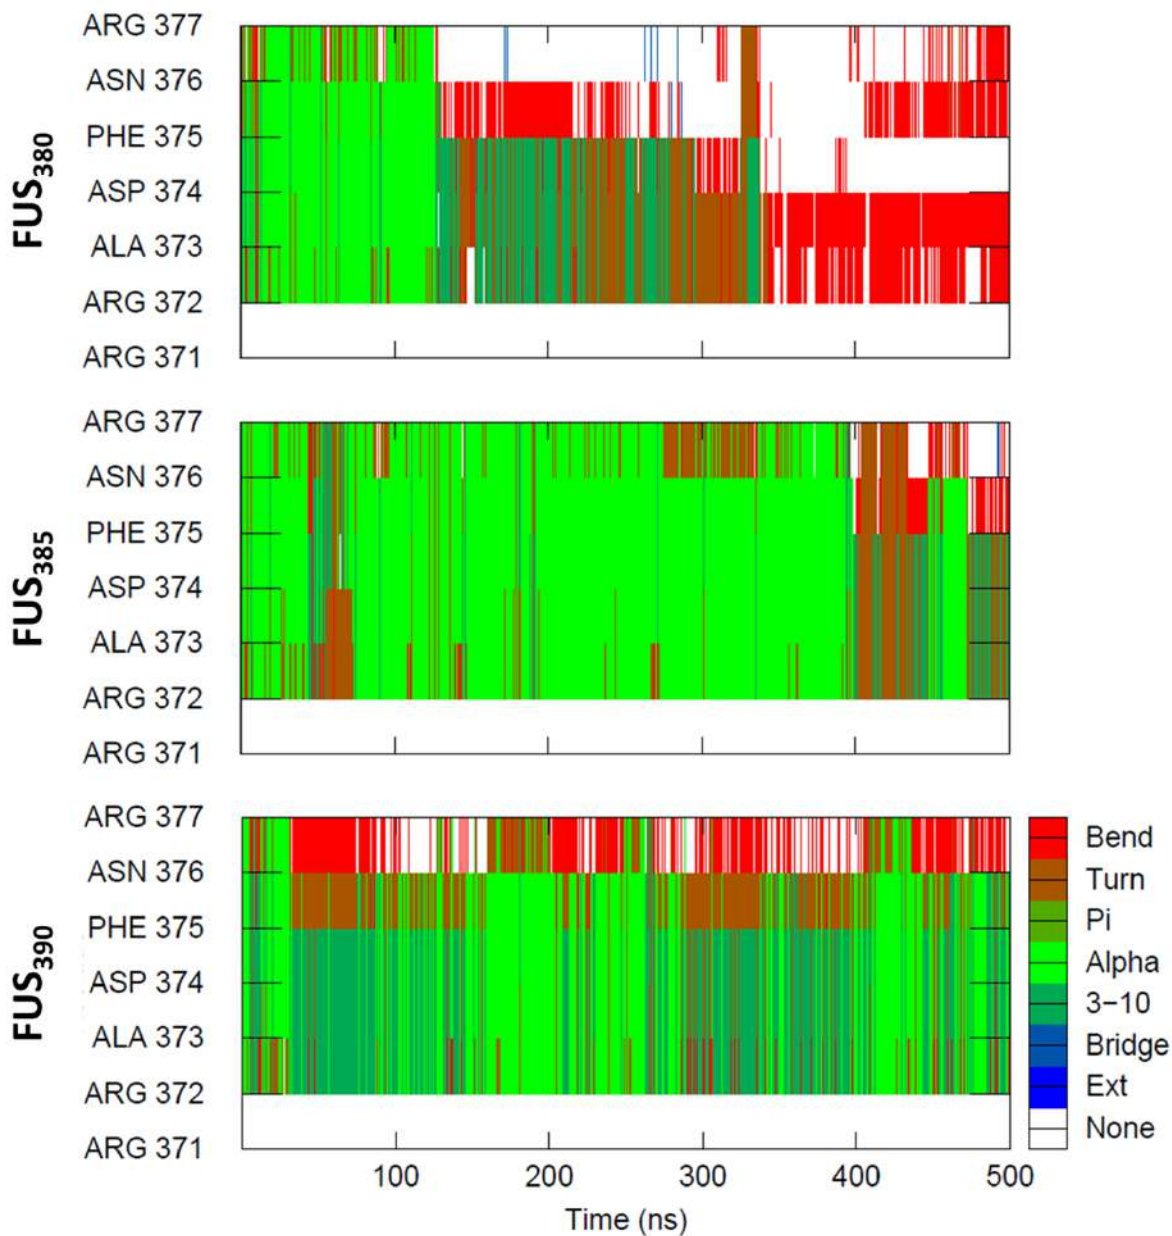 FUS380
ARG 377
ASN 376
PHE 375
ASP 374
ALA 373
ARG 372
ARG 371
FUS385
ARG 377
ASN 376
PHE 375
ASP 374
ALA 373
ARG 372
ARG 371
FUS390
ARG 377
ASN 376
PHE 375
ASP 374
ALA 373
ARG 372
ARG 371
Bend
Turn
Pi
Alpha
3−10
Bridge
Ext
None
100 200 300 400 500
Time (ns)